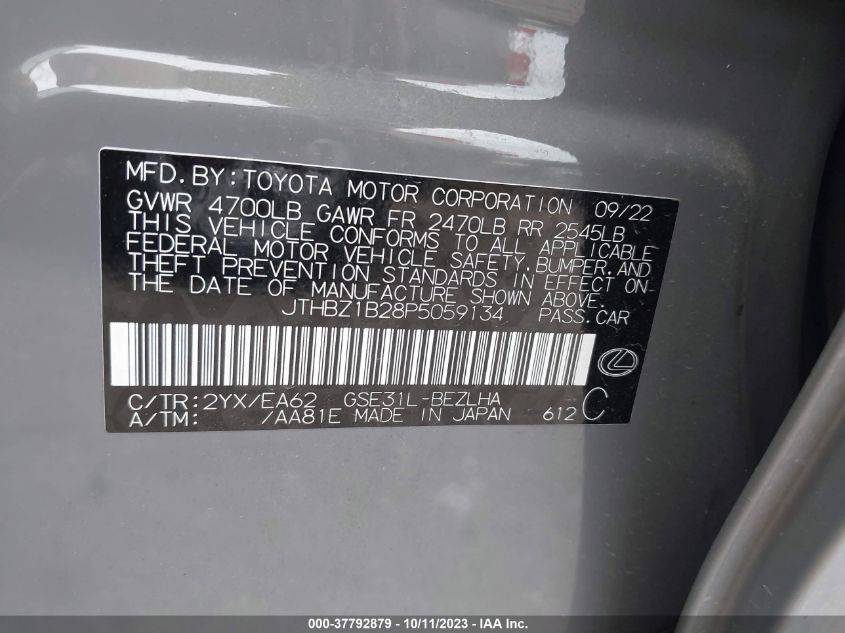 MFD.BY:TOYOTA MOTOR CORPORATION 09/22
GVWR 4700LB GAWR FR 2470LB RR 2545LB
THIS VEHICLE CONFORMS TO ALL APPLICABLE
FEDERAL MOTOR VEHICLE SAFETY,BUMPER,AND
THEFT PREVENTION STANDARDS IN EFFECT ON
THE DATE OF MANUFACTURE SHOWN ABOVE.
JTHBZ1B28P5059134 PASS.CAR
C/TR:2YX/EA62 GSE31L-BEZLHA C
A/TM: /AA81E MADE IN JAPAN 612
000-37792879 - 10/11/2023 - IAA Inc.